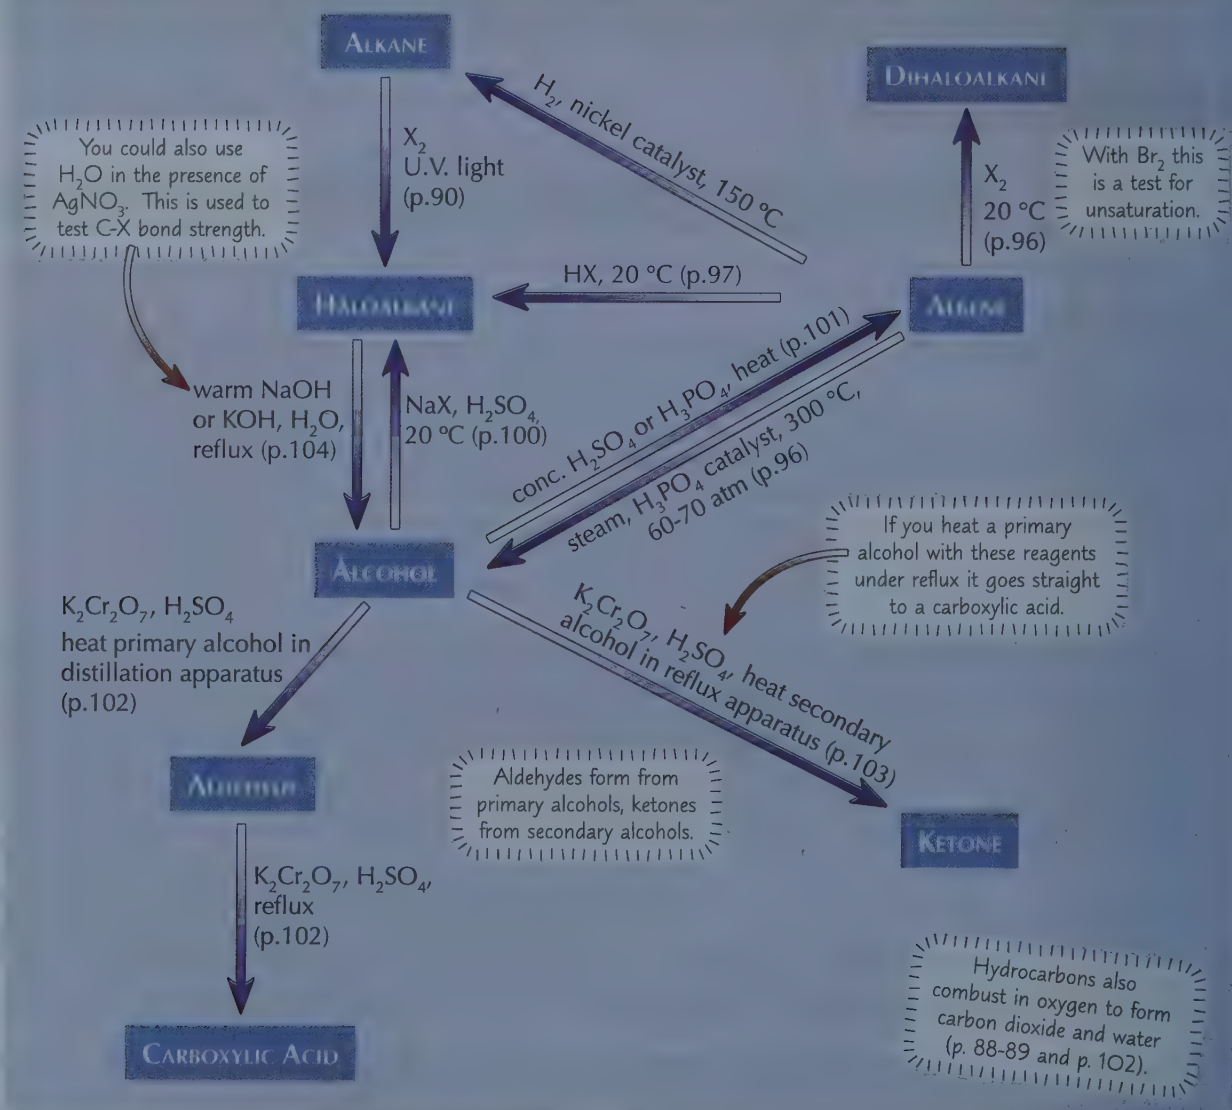 ALKANE
DIHALOALKANE
H₂, nickel catalyst, 150 °C
X₂
U.V. light
(p.90)
You could also use
H₂O in the presence of
AgNO₃. This is used to
test C-X bond strength.
X₂
20 °C
(p.96)
With Br₂ this
is a test for
unsaturation.
HALOALKANE
HX, 20 °C (p.97)
ALKENE
warm NaOH
or KOH, H₂O,
reflux (p.104)
NaX, H₂SO₄,
20 °C (p.100)
conc. H₂SO₄ or H₃PO₄, heat (p.101)
steam, H₃PO₄ catalyst, 300 °C,
60-70 atm (p.96)
ALCOHOL
If you heat a primary
alcohol with these reagents
under reflux it goes straight
to a carboxylic acid.
K₂Cr₂O₇, H₂SO₄
heat primary alcohol in
distillation apparatus
(p.102)
K₂Cr₂O₇, H₂SO₄, heat secondary
alcohol in reflux apparatus (p.103)
Aldehydes form from
primary alcohols, ketones
from secondary alcohols.
KETONE
K₂Cr₂O₇, H₂SO₄,
reflux
(p.102)
CARBOXYLIC ACID
Hydrocarbons also
combust in oxygen to form
carbon dioxide and water
(p. 88-89 and p. 102).